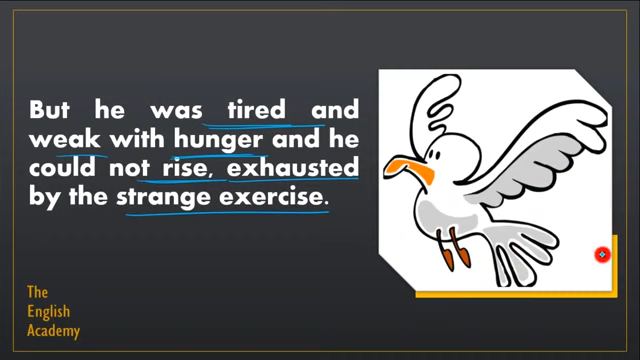 But he was tired and
weak with hunger and he
could not rise, exhausted
by the strange exercise.
The
English
Academy